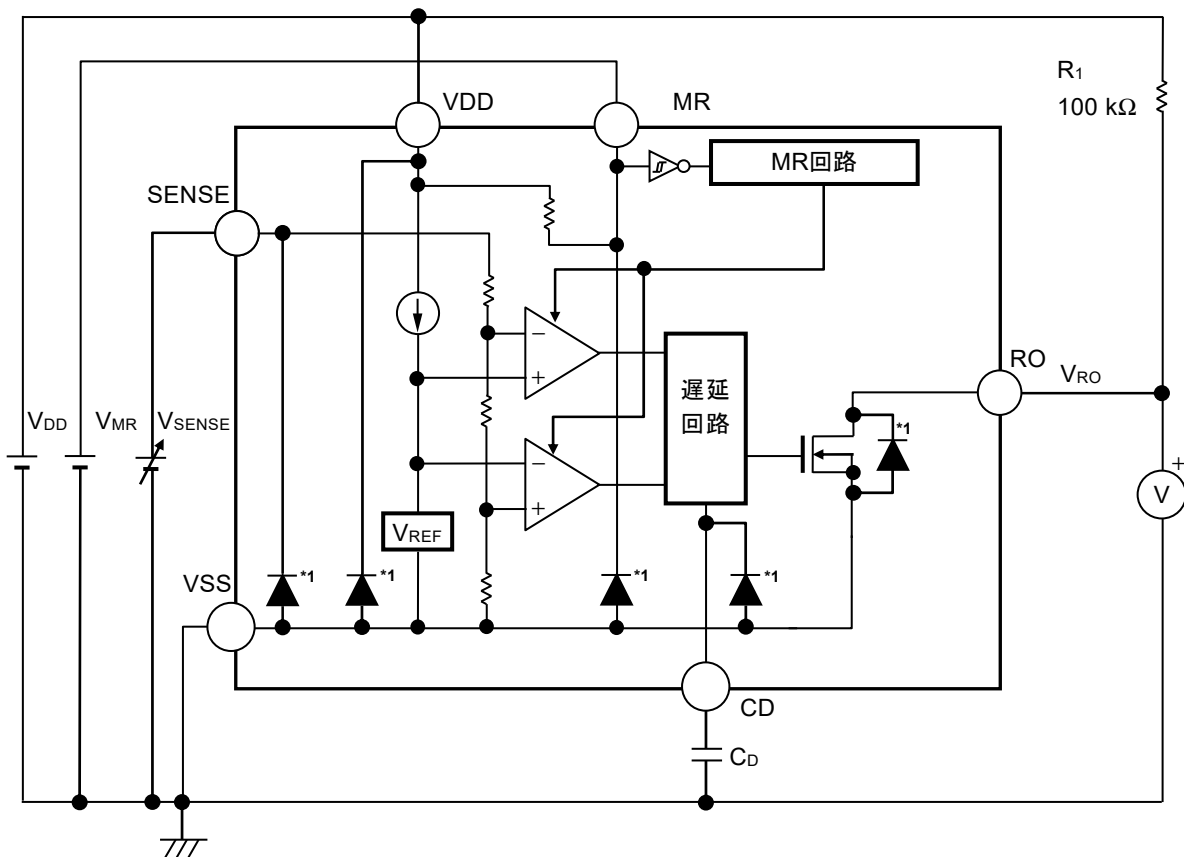 R1
100 kΩ
VDD
MR
MR回路
SENSE
−
+
RO
VRO
遅延
回路
*1
VDD
VMR
VSENSE
−
+
+
V
VREF
VSS
*1
*1
*1
*1
CD
CD